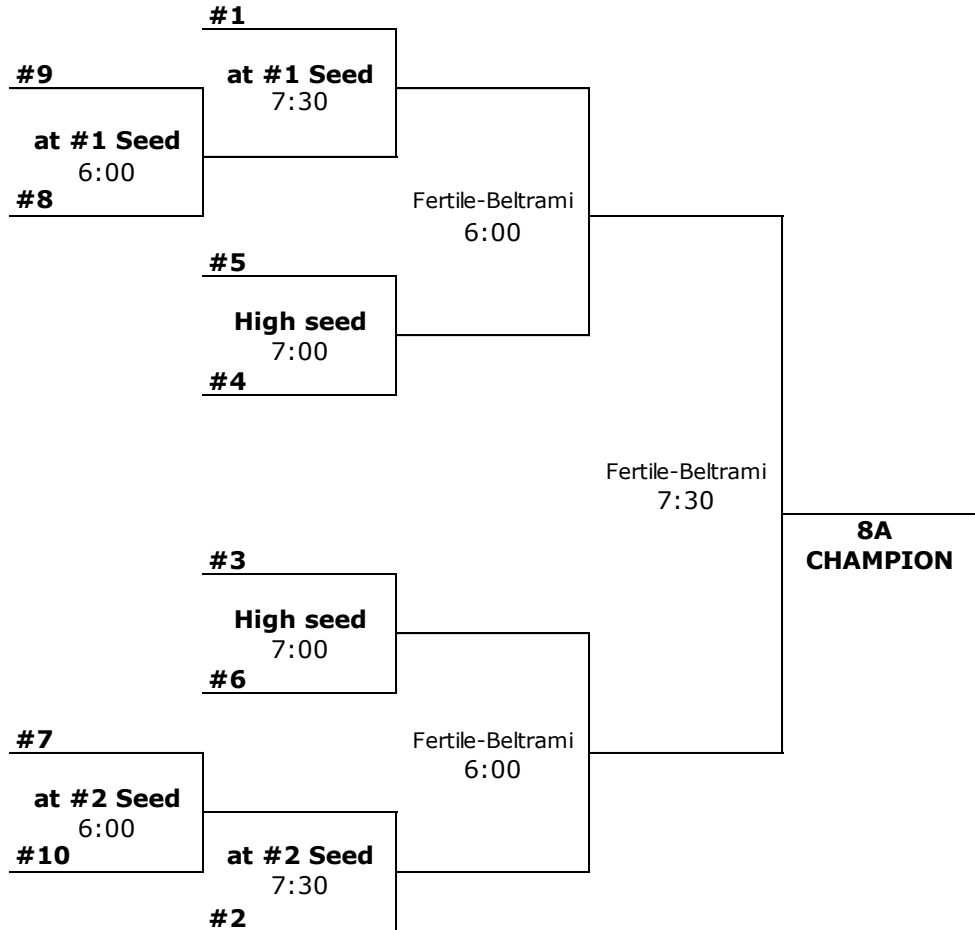 #1
#9
at #1 Seed
7:30
at #1 Seed
6:00
#8
Fertile-Beltrami
6:00
#5
High seed
7:00
#4
Fertile-Beltrami
7:30
8A
CHAMPION
#3
High seed
7:00
#6
#7
Fertile-Beltrami
6:00
at #2 Seed
6:00
#10
at #2 Seed
7:30
#2